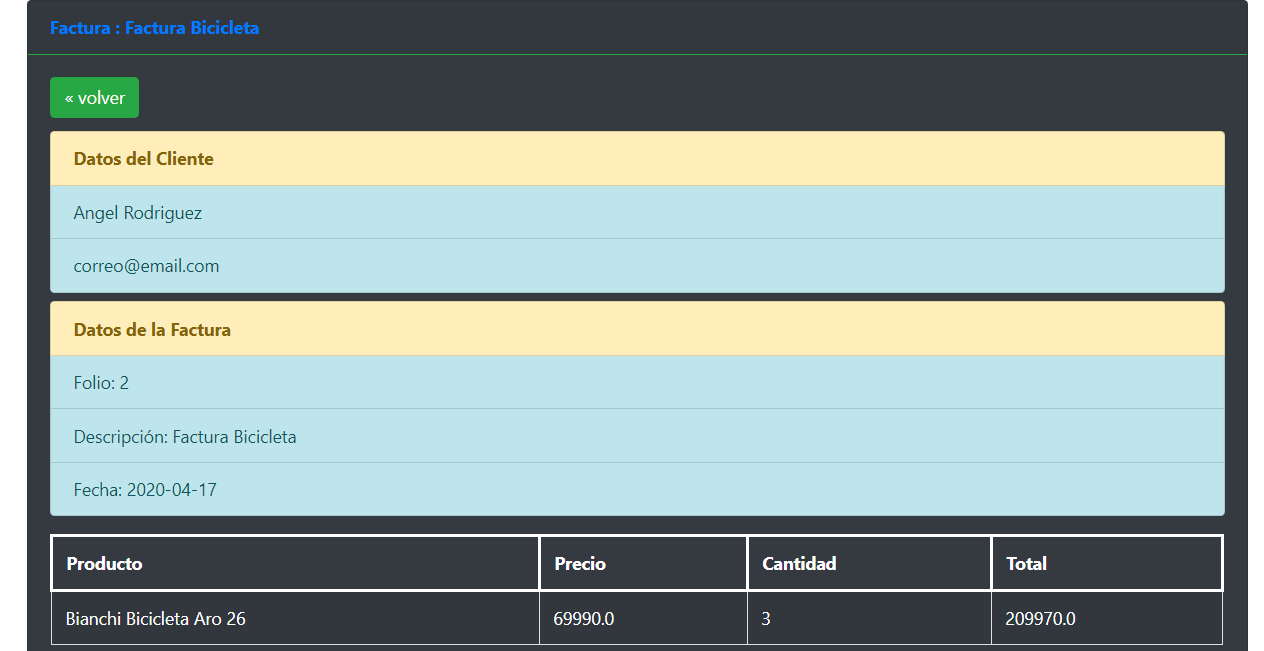 Factura : Factura Bicicleta
« volver
Datos del Cliente
Angel Rodriguez
correo@email.com
Datos de la Factura
Folio: 2
Descripción: Factura Bicicleta
Fecha: 2020-04-17
Producto Precio Cantidad Total
Bianchi Bicicleta Aro 26 69990.0 3 209970.0